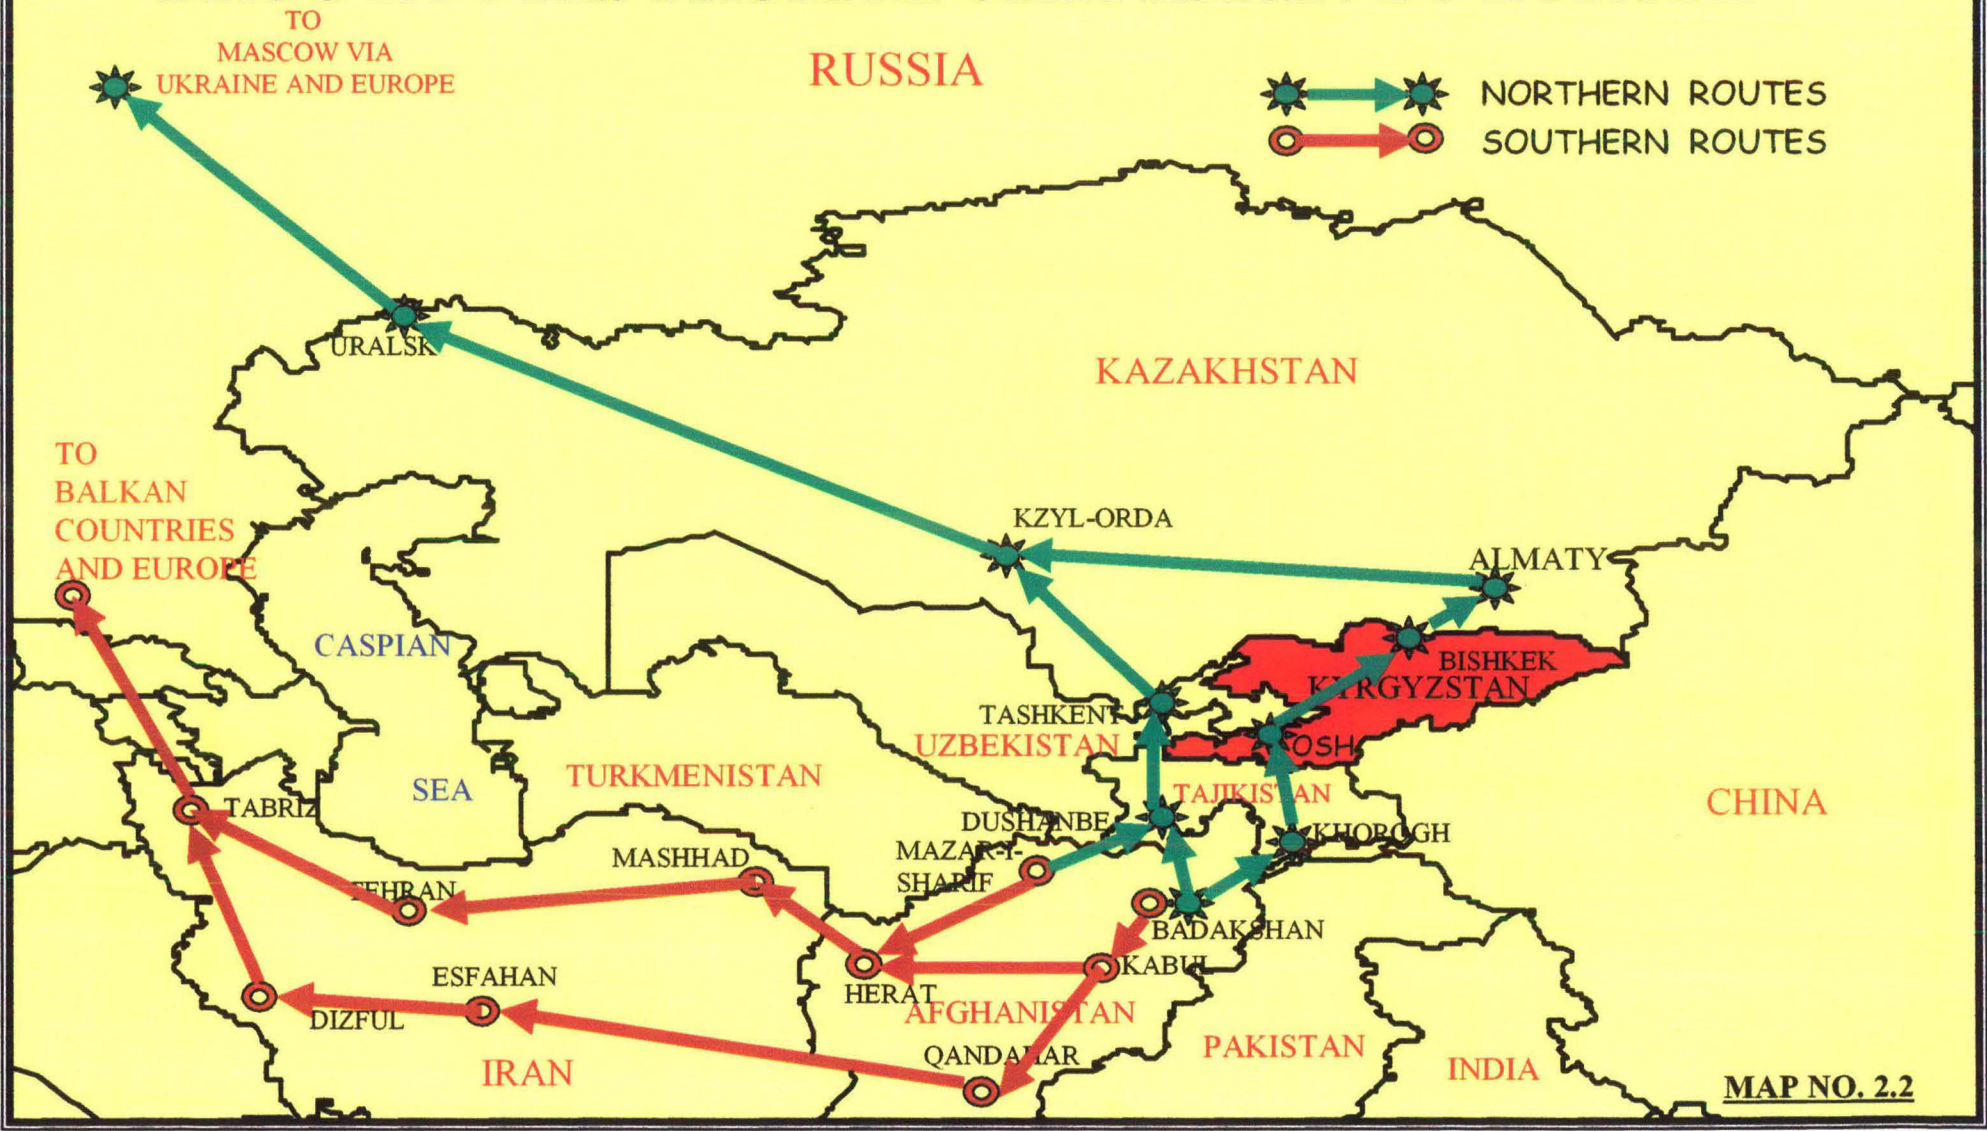 TO
MASCOW VIA
UKRAINE AND EUROPE
RUSSIA
NORTHERN ROUTES
SOUTHERN ROUTES
URALSK
KAZAKHSTAN
TO
BALKAN
COUNTRIES
AND EUROPE
KZYL-ORDA
ALMATY
CASPIAN
SEA
BISHKEK
KYRGYZSTAN
TASHKENT
UZBEKISTAN
OSH
TURKMENISTAN
TAJIKISTAN
CHINA
TABRIZ
DUSHANBE
KHOROGH
MASHHAD
MAZAR-I-
SHARIF
TEHRAN
BADAKSHAN
KABUL
ESFAHAN
HERAT
DIZFUL
AFGHANISTAN
QANDAHAR
PAKISTAN
IRAN
INDIA
MAP NO. 2.2